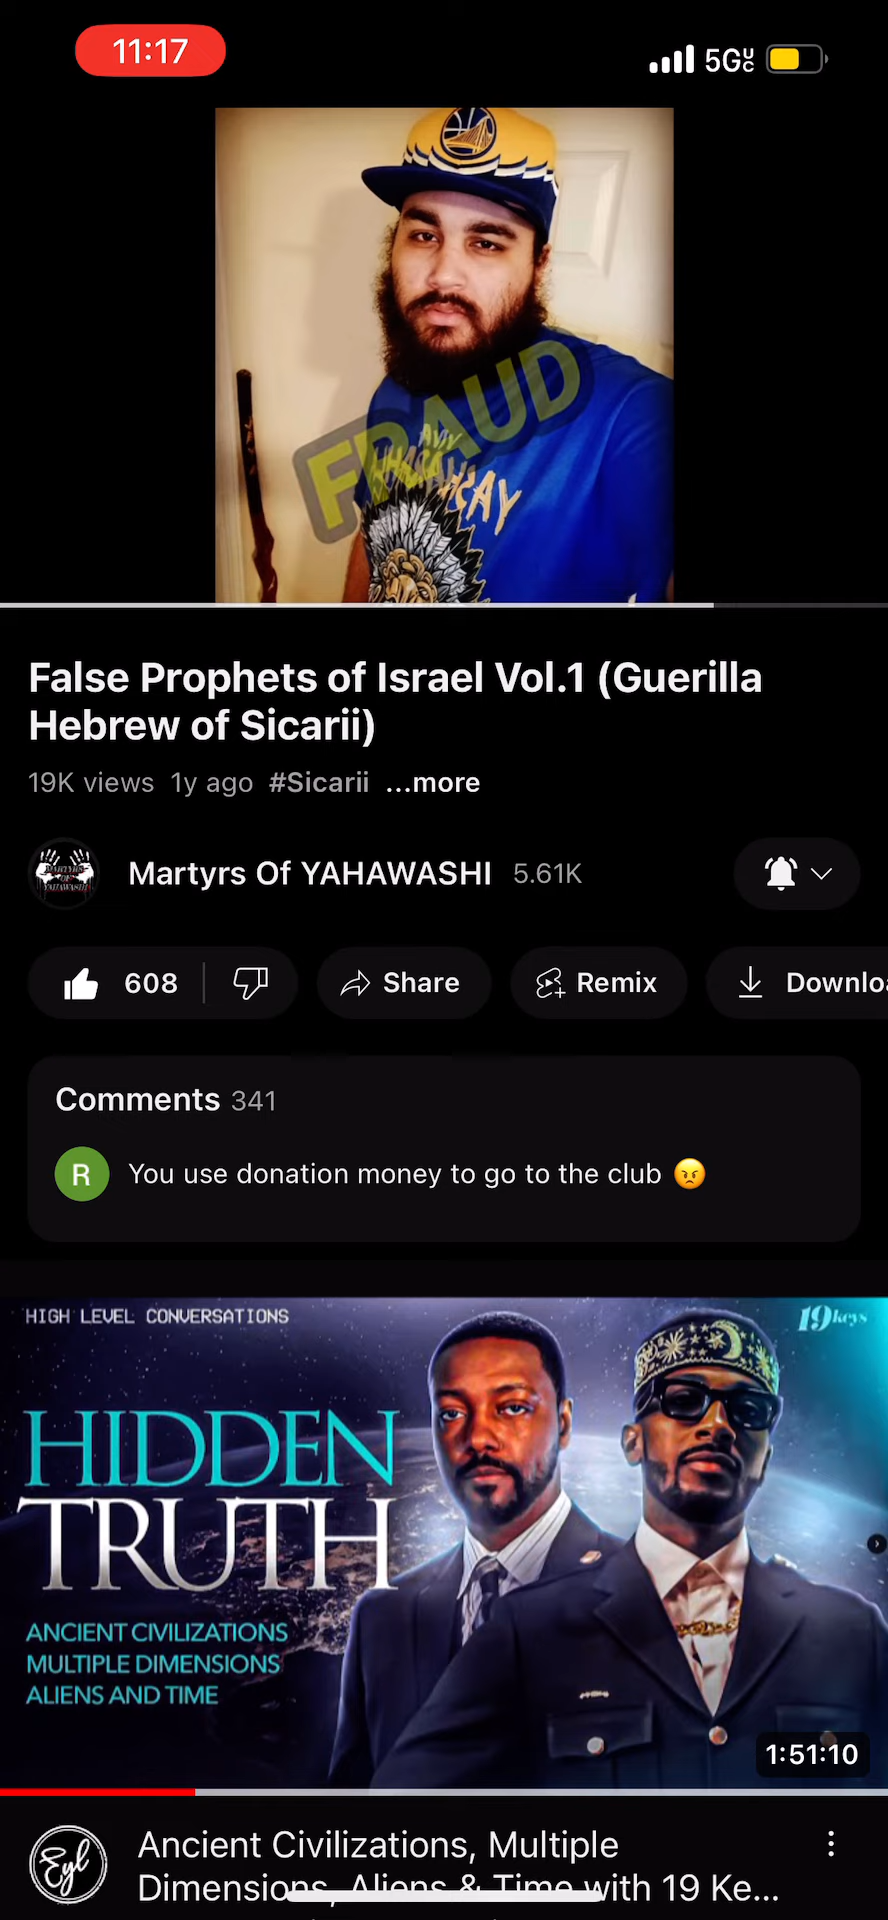 11:17
5G UC
FRAUD
False Prophets of Israel Vol.1 (Guerilla
Hebrew of Sicarii)
19K views 1y ago #Sicarii ...more
Martyrs Of YAHAWASHI 5.61K
608
Share
Remix
Downlo
Comments 341
R
You use donation money to go to the club 😠
HIGH LEVEL CONVERSATIONS
19keys
HIDDEN
TRUTH
ANCIENT CIVILIZATIONS
MULTIPLE DIMENSIONS
ALIENS AND TIME
1:51:10
Eyl
Ancient Civilizations, Multiple
Dimensions, Aliens & Time with 19 Ke...